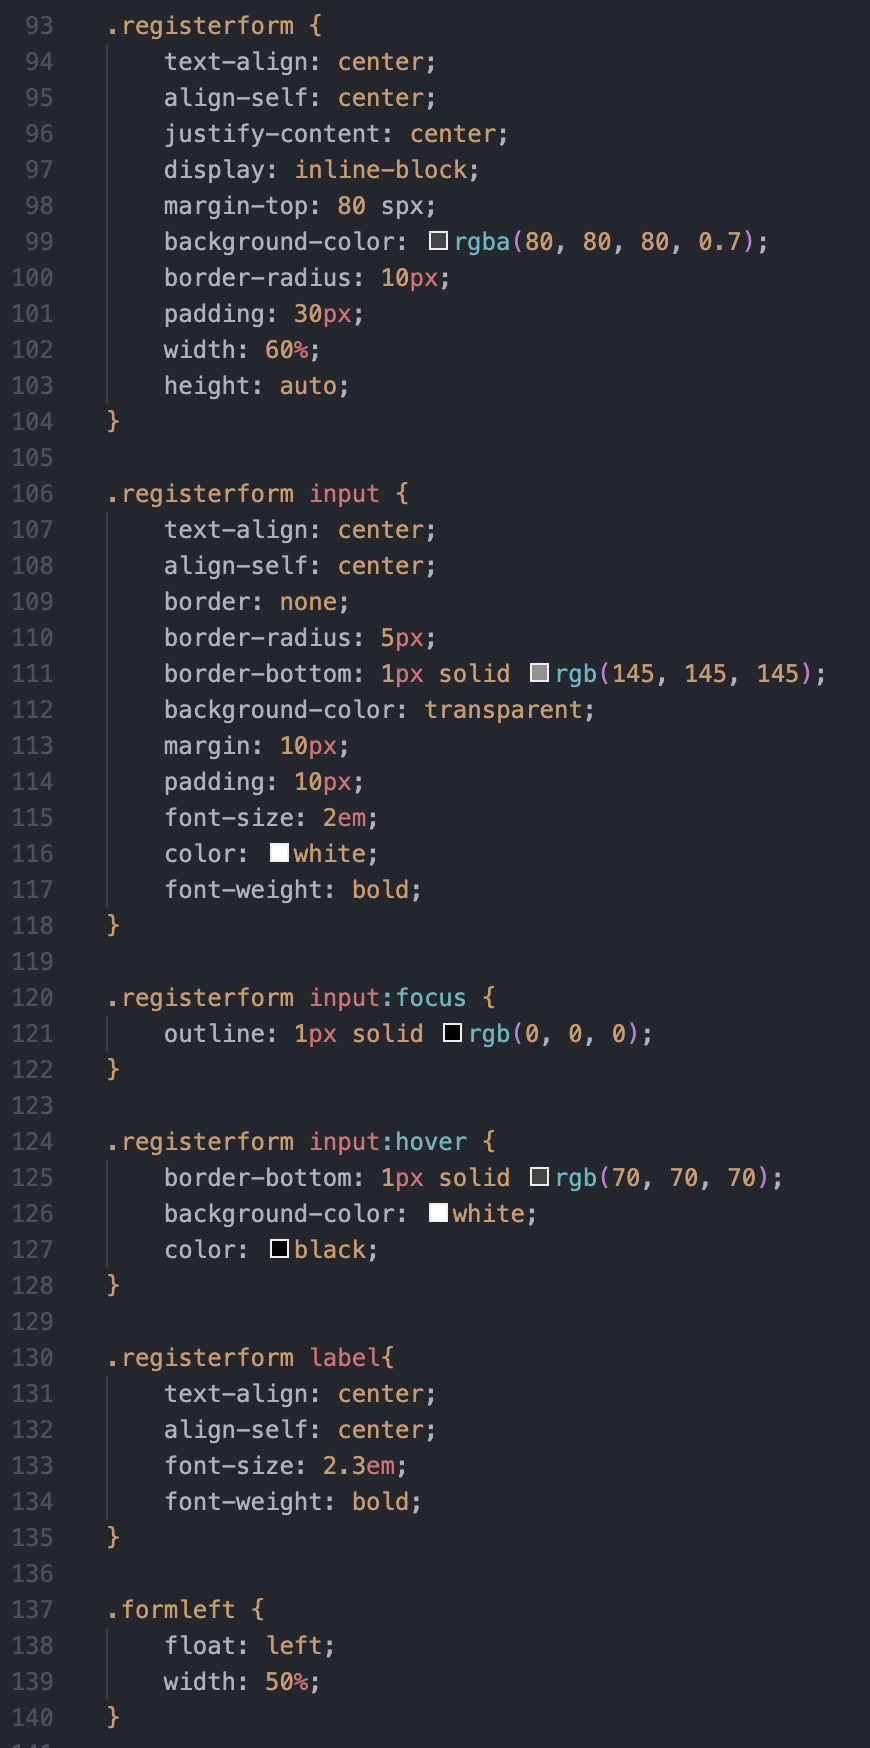 93 .registerform {
94 text-align: center;
95 align-self: center;
96 justify-content: center;
97 display: inline-block;
98 margin-top: 80 spx;
99 background-color: rgba(80, 80, 80, 0.7);
100 border-radius: 10px;
101 padding: 30px;
102 width: 60%;
103 height: auto;
104 }
105
106 .registerform input {
107 text-align: center;
108 align-self: center;
109 border: none;
110 border-radius: 5px;
111 border-bottom: 1px solid rgb(145, 145, 145);
112 background-color: transparent;
113 margin: 10px;
114 padding: 10px;
115 font-size: 2em;
116 color: white;
117 font-weight: bold;
118 }
119
120 .registerform input:focus {
121 outline: 1px solid rgb(0, 0, 0);
122 }
123
124 .registerform input:hover {
125 border-bottom: 1px solid rgb(70, 70, 70);
126 background-color: white;
127 color: black;
128 }
129
130 .registerform label{
131 text-align: center;
132 align-self: center;
133 font-size: 2.3em;
134 font-weight: bold;
135 }
136
137 .formleft {
138 float: left;
139 width: 50%;
140 }